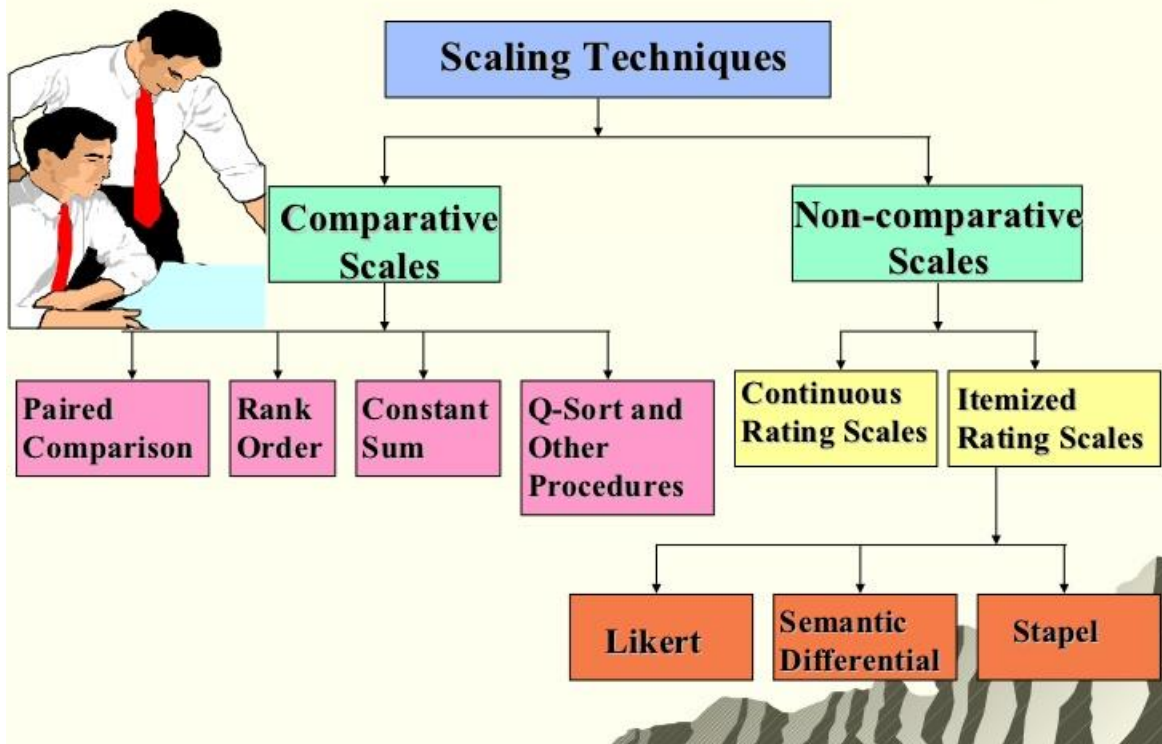 Scaling Techniques
Comparative
Scales
Non-comparative
Scales
Paired
Comparison
Rank
Order
Constant
Sum
Q-Sort and
Other
Procedures
Continuous
Rating Scales
Itemized
Rating Scales
Likert
Semantic
Differential
Stapel